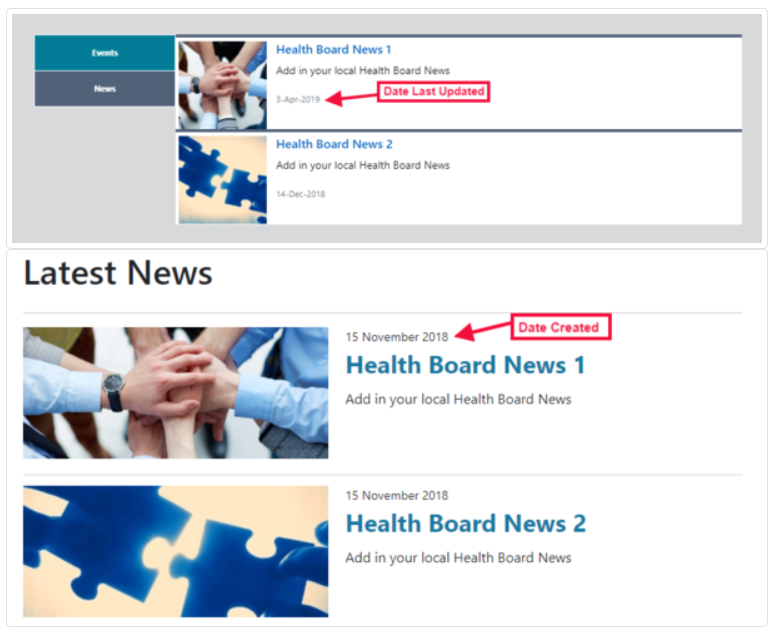 Events
News
Health Board News 1
Add in your local Health Board News
3-Apr-2019
Date Last Updated
Health Board News 2
Add in your local Health Board News
14-Dec-2018
Latest News
15 November 2018
Date Created
Health Board News 1
Add in your local Health Board News
15 November 2018
Health Board News 2
Add in your local Health Board News